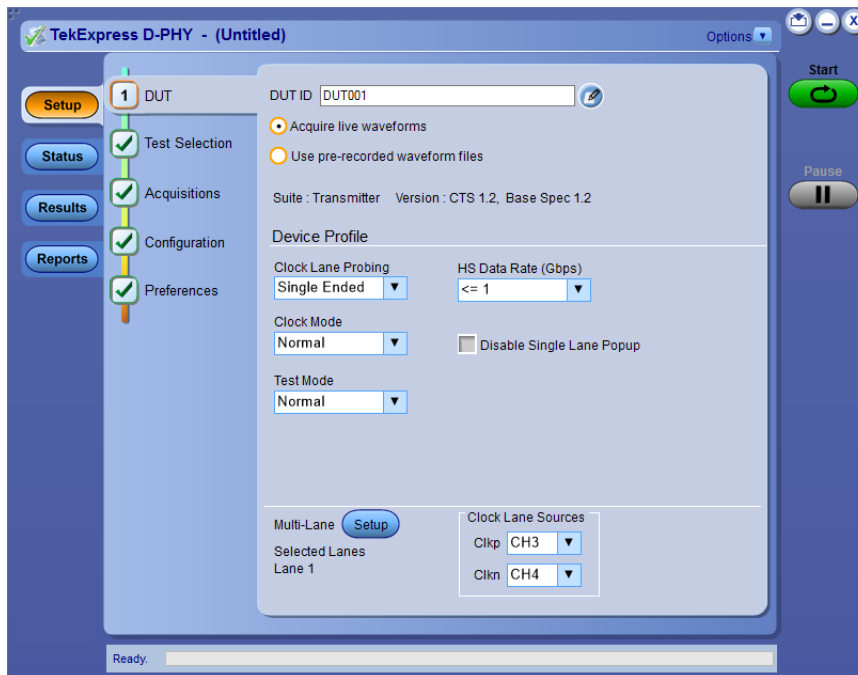 TekExpress D-PHY - (Untitled)
Options
X
Start
Pause
Setup
Status
Results
Reports
1 DUT
Test Selection
Acquisitions
Configuration
Preferences
DUT ID DUT001
Acquire live waveforms
Use pre-recorded waveform files
Suite : Transmitter Version : CTS 1.2, Base Spec 1.2
Device Profile
Clock Lane Probing
Single Ended
HS Data Rate (Gbps)
<= 1
Clock Mode
Normal
Disable Single Lane Popup
Test Mode
Normal
Multi-Lane Setup
Selected Lanes
Lane 1
Clock Lane Sources
Clkp CH3
Clkn CH4
Ready.